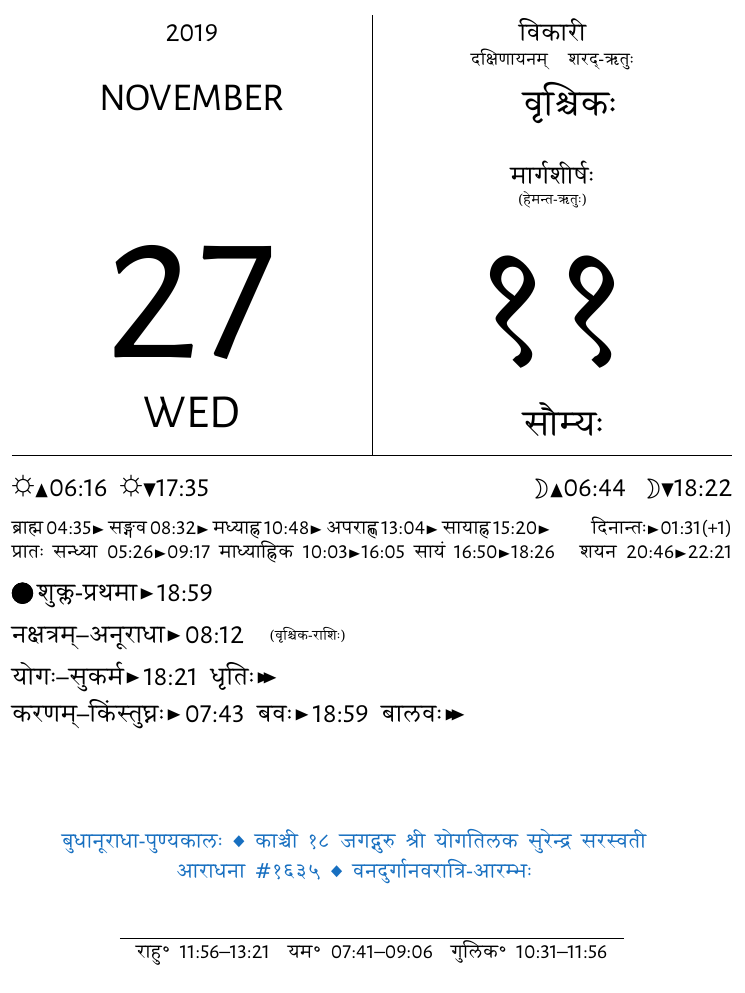 2019
NOVEMBER
27
WED
विकारी
दक्षिणायनम् शरद्-ऋतुः
वृश्चिकः
मार्गशीर्षः
(हेमन्त-ऋतुः)
११
सौम्यः
☼▲06:16 ☼▼17:35 ☽▲06:44 ☽▼18:22
ब्राह्म 04:35► सङ्गव 08:32► मध्याह्न 10:48► अपराह्ण 13:04► सायाह्न 15:20► दिनान्तः►01:31(+1)
प्रातः सन्ध्या 05:26►09:17 माध्याह्निक 10:03►16:05 सायं 16:50►18:26 शयन 20:46►22:21
शुक्ल-प्रथमा►18:59
नक्षत्रम्–अनूराधा► 08:12 (वृश्चिक-राशिः)
योगः–सुकर्म►18:21 धृतिः►►
करणम्–किंस्तुघ्नः► 07:43 बवः►18:59 बालवः►►
बुधानूराधा-पुण्यकालः ◆ काञ्ची १८ जगद्गुरु श्री योगतिलक सुरेन्द्र सरस्वती
आराधना #१६३५ ◆ वनदुर्गानवरात्रि-आरम्भः
राहु° 11:56–13:21 यम° 07:41–09:06 गुलिक° 10:31–11:56